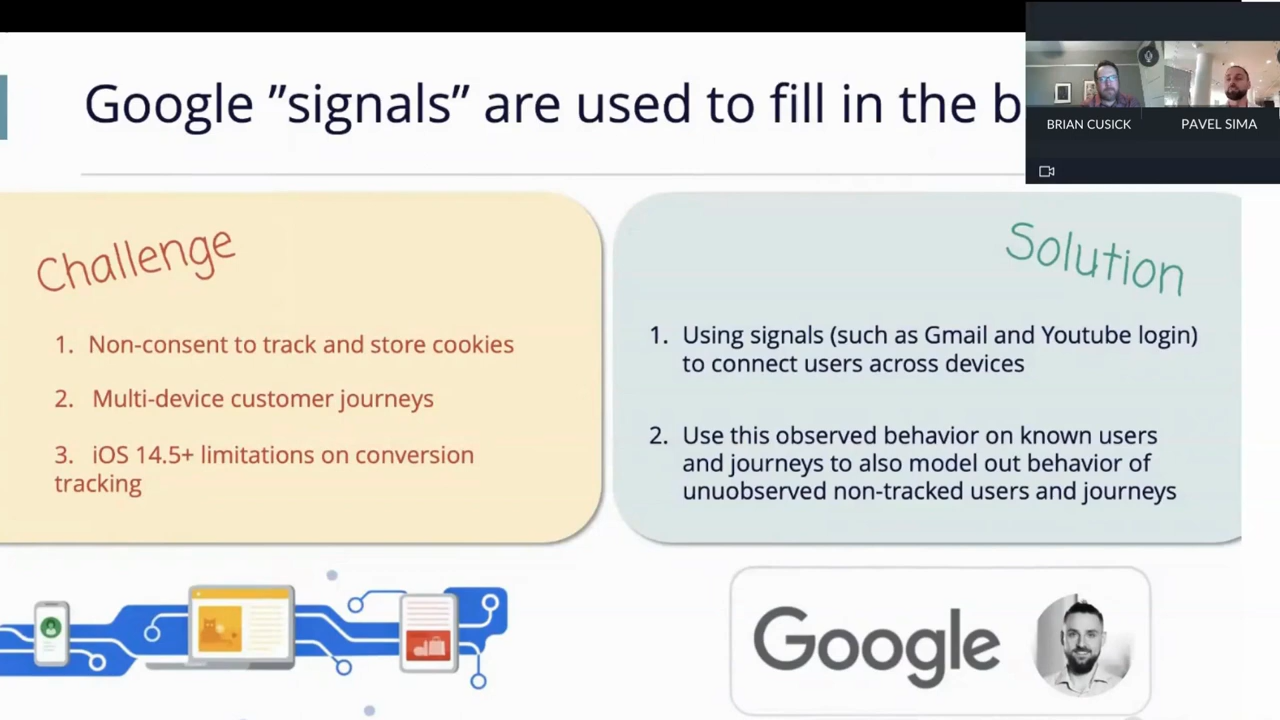 Google ”signals” are used to fill in the b
BRIAN CUSICK
PAVEL SIMA
Challenge
1. Non-consent to track and store cookies
2. Multi-device customer journeys
3. iOS 14.5+ limitations on conversion
tracking
Solution
1. Using signals (such as Gmail and Youtube login)
to connect users across devices
2. Use this observed behavior on known users
and journeys to also model out behavior of
unuobserved non-tracked users and journeys
Google